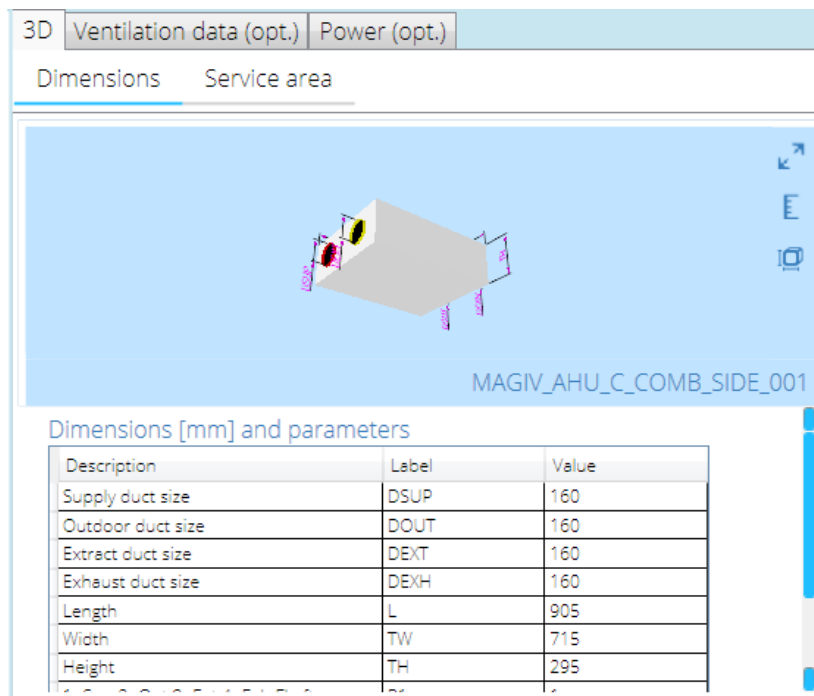 3D Ventilation data (opt.) Power (opt.)
Dimensions Service area
MAGIV_AHU_C_COMB_SIDE_001
Dimensions [mm] and parameters
Description Label Value
Supply duct size DSUP 160
Outdoor duct size DOUT 160
Extract duct size DEXT 160
Exhaust duct size DEXH 160
Length L 905
Width TW 715
Height TH 295